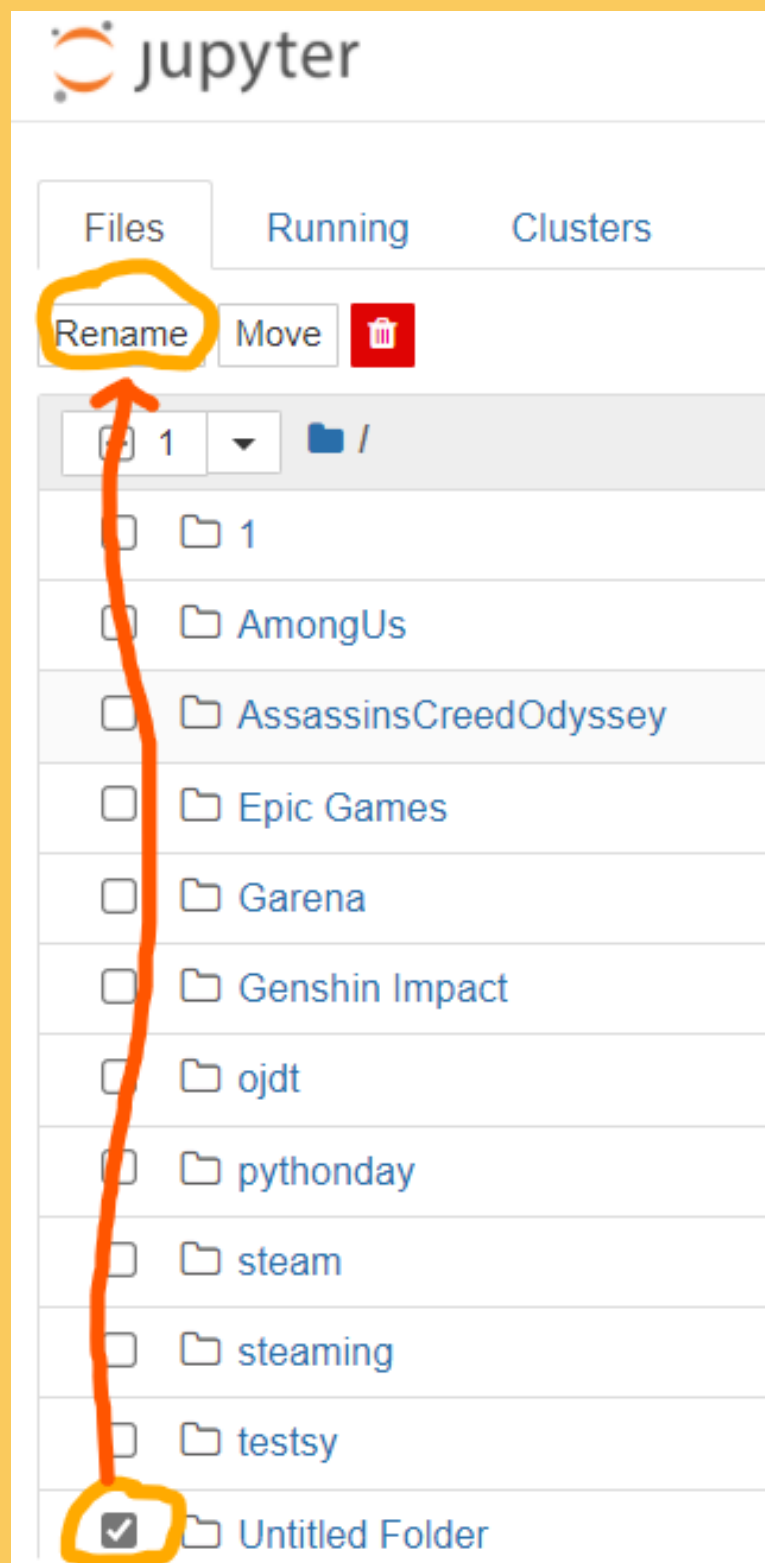 jupyter
Files Running Clusters
Rename Move
1 /
1
AmongUs
AssassinsCreedOdyssey
Epic Games
Garena
Genshin Impact
ojdt
pythonday
steam
steaming
testsy
Untitled Folder